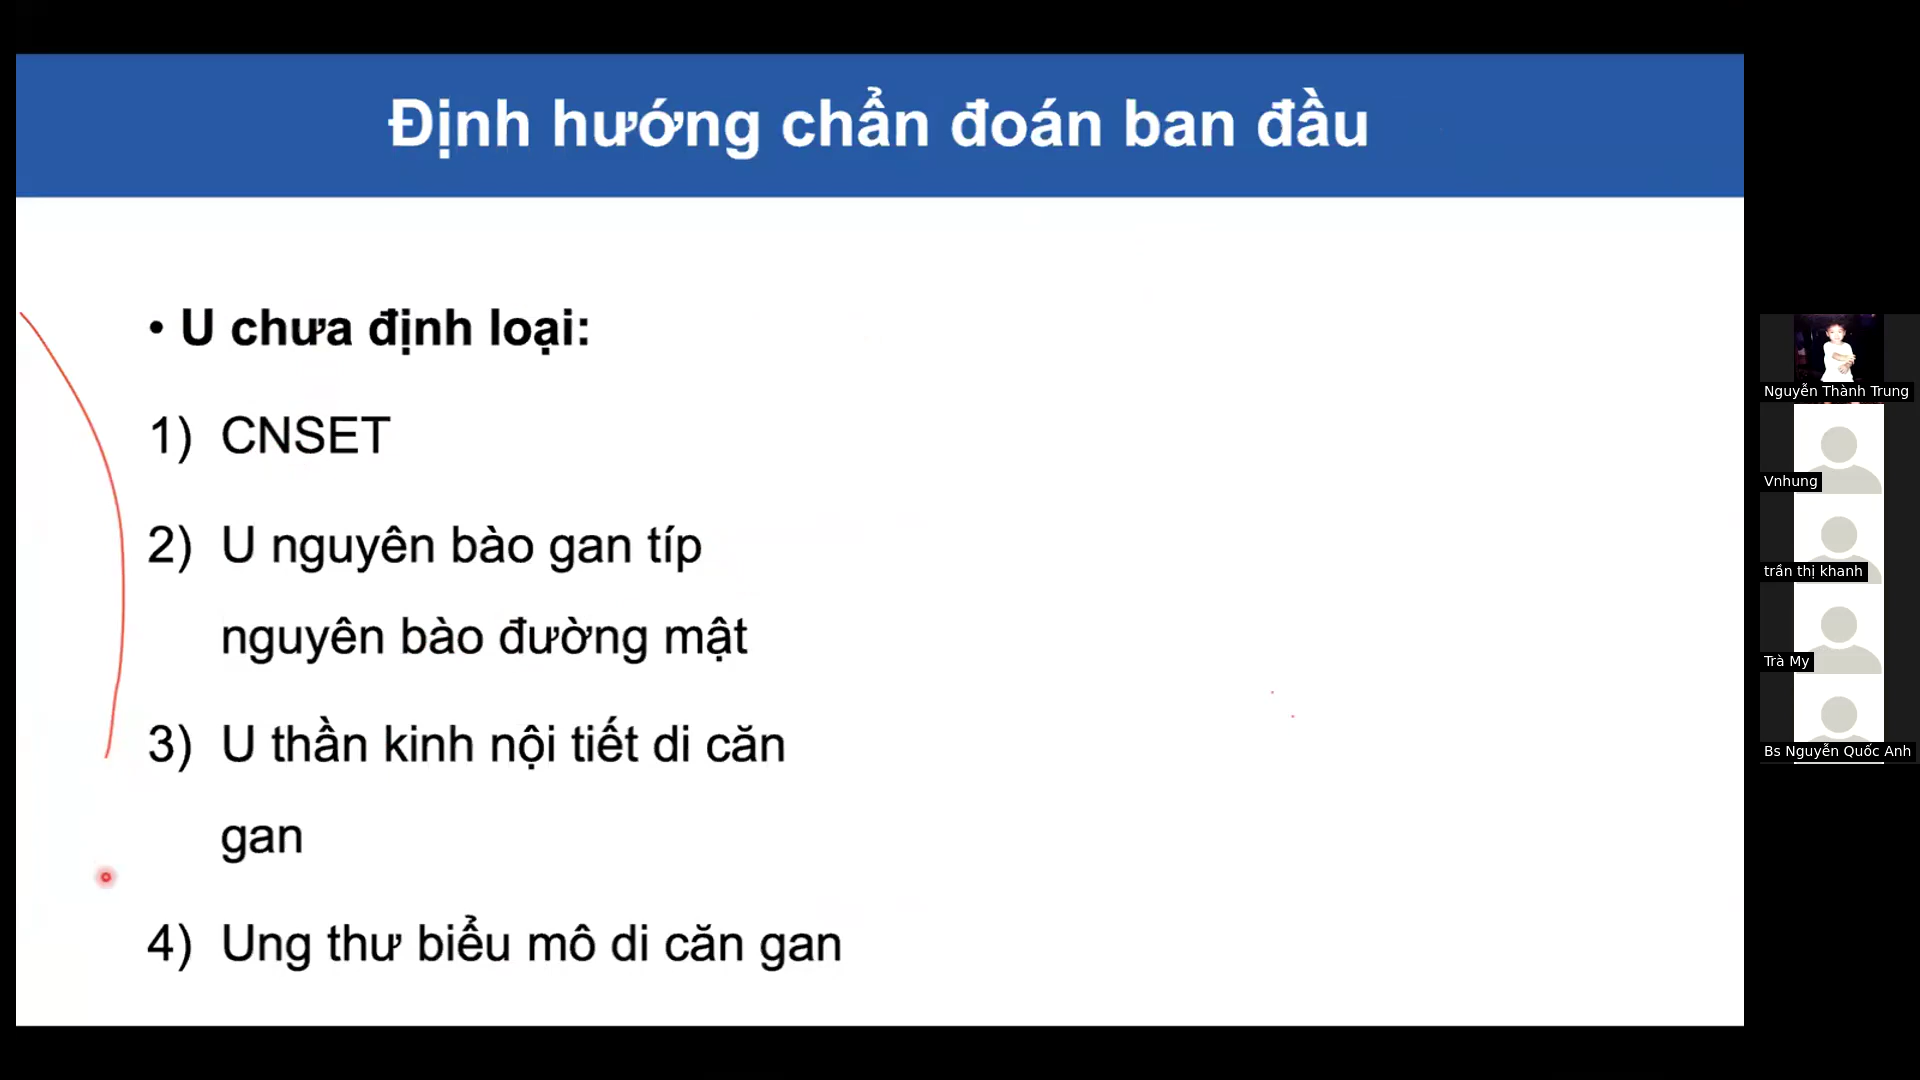 Định hướng chẩn đoán ban đầu
• U chưa định loại:
1) CNSET
2) U nguyên bào gan típ
nguyên bào đường mật
3) U thần kinh nội tiết di căn
gan
4) Ung thư biểu mô di căn gan
Nguyễn Thành Trung
Vnhung
trần thị khanh
Trà My
Bs Nguyễn Quốc Anh